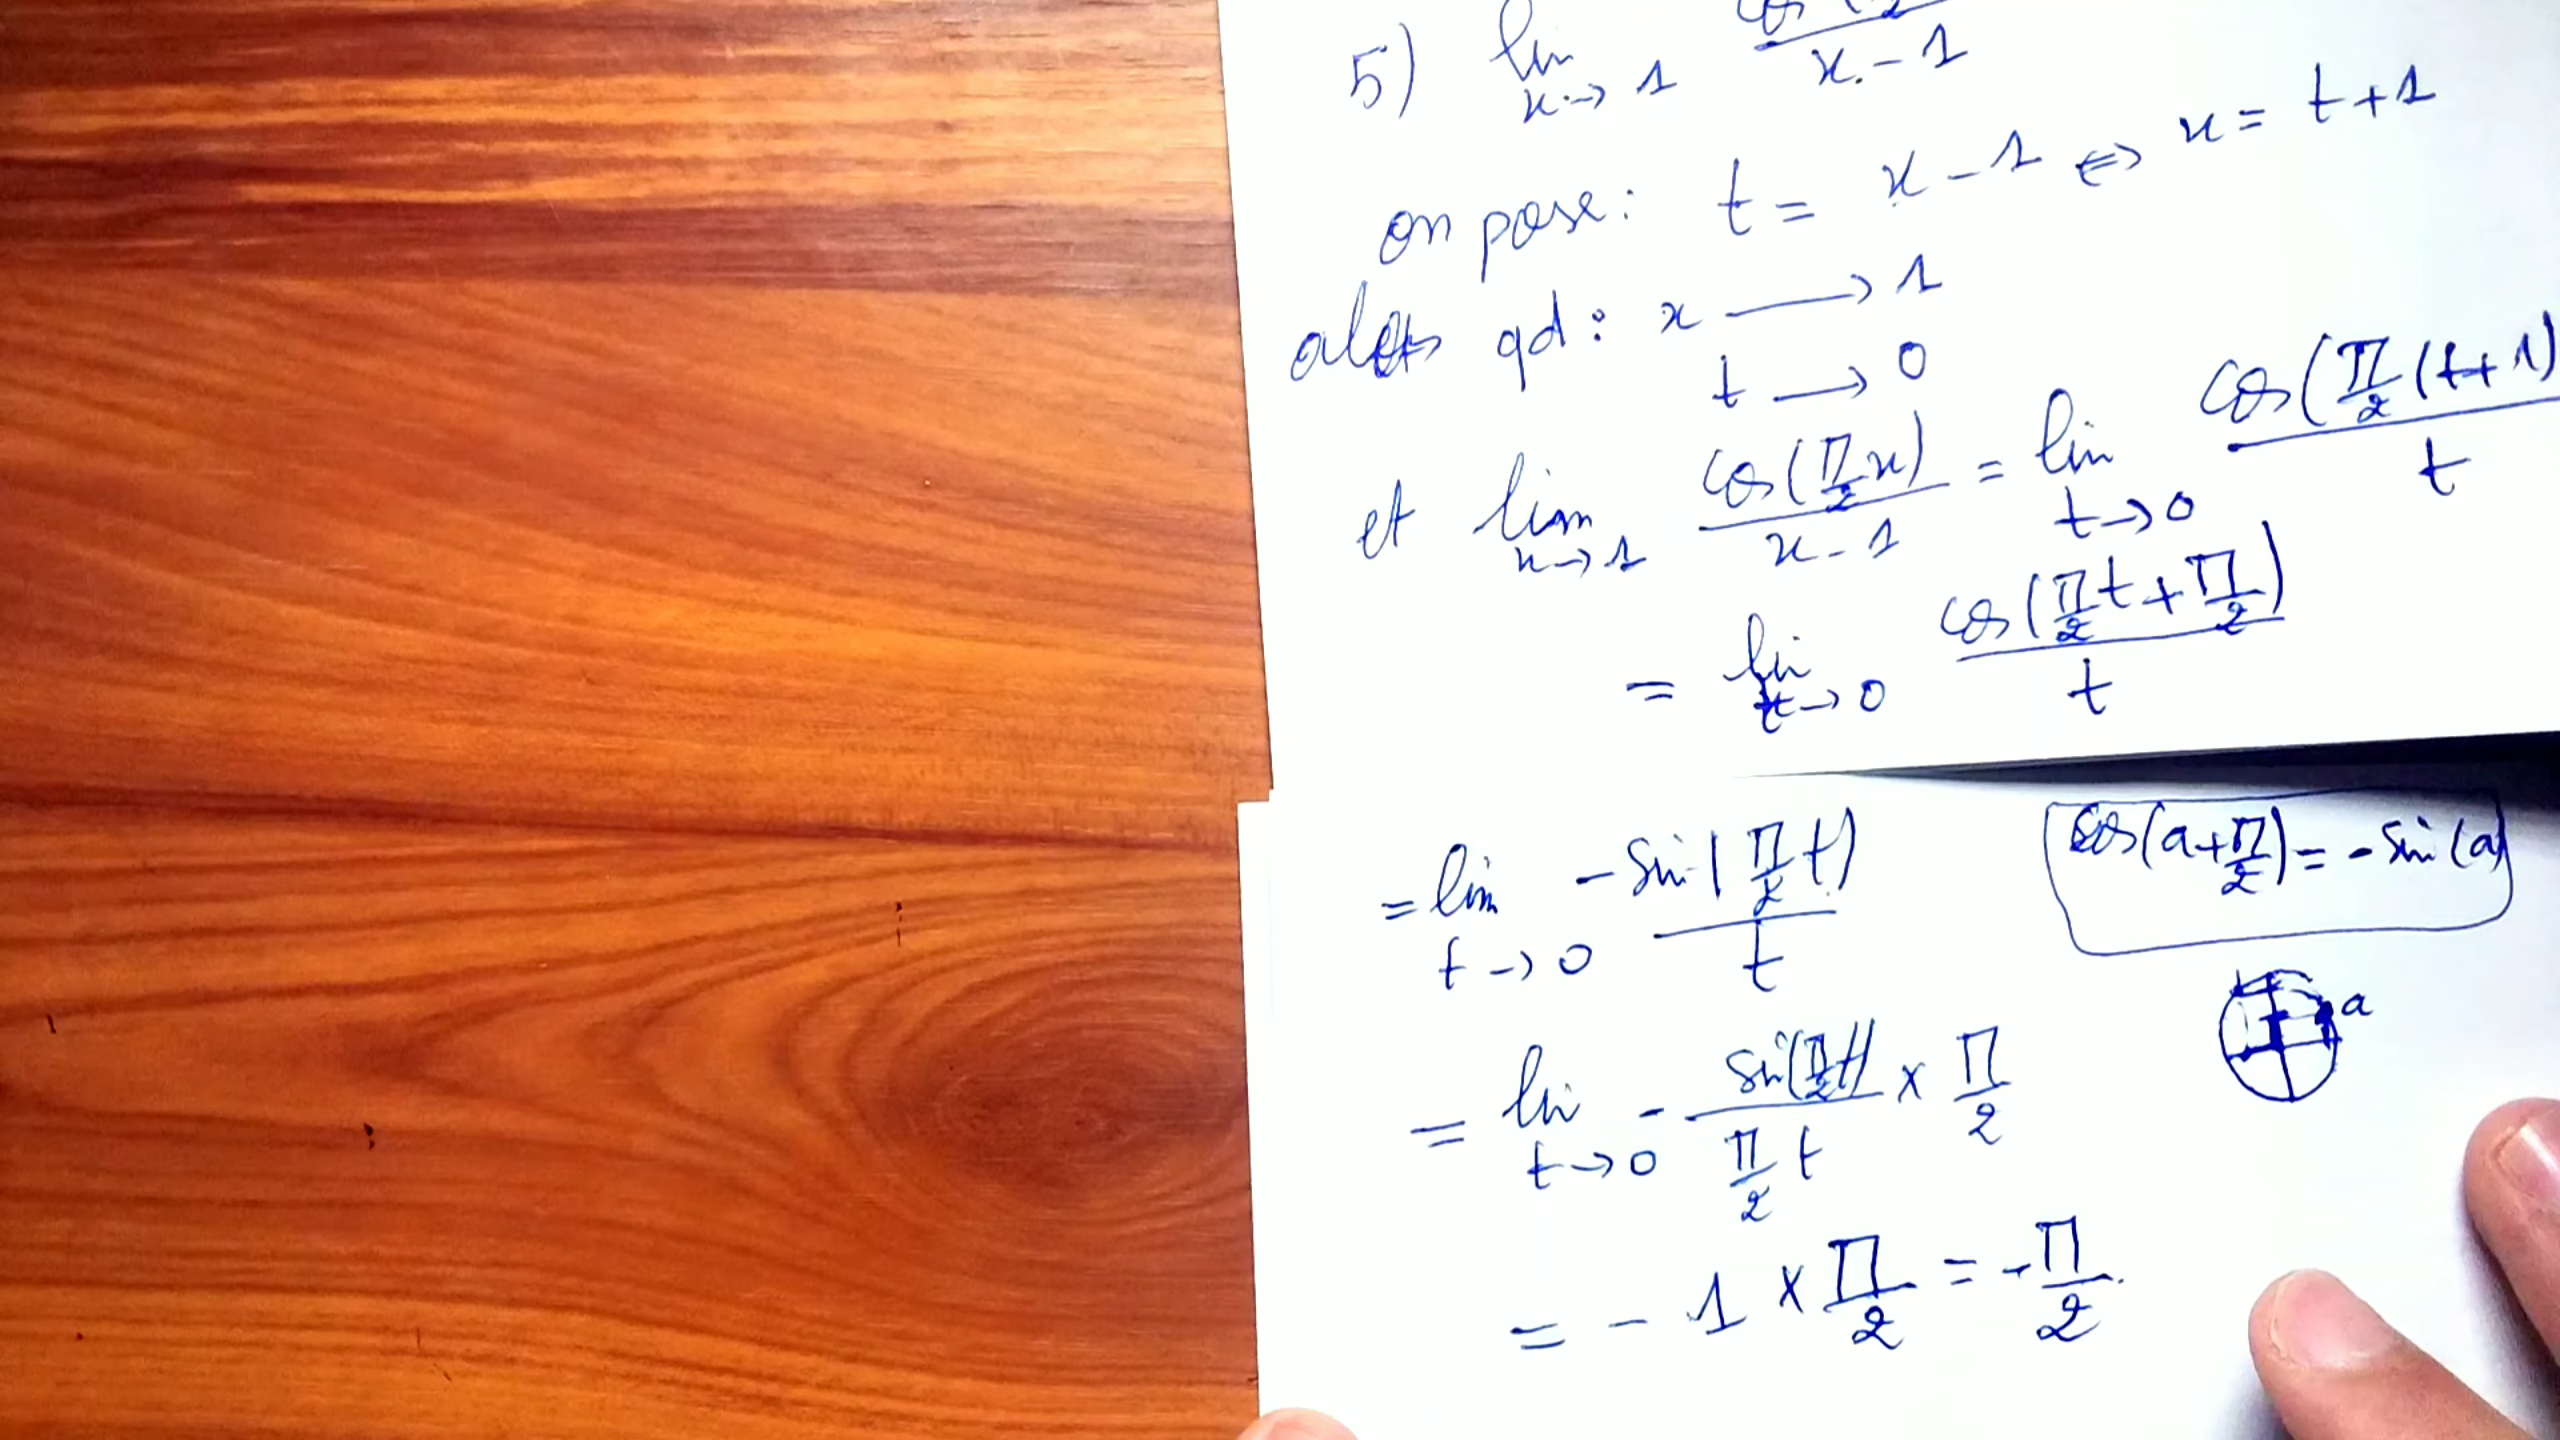 5) lim x→1 cos( / x-1
on pose: t = x-1 ⇔ x = t+1
alors qd: x → 1
t → 0
et lim x→1 cos(π/2 x) / x-1 = lim t→0 cos(π/2 (t+1) / t
= lim t→0 cos(π/2 t + π/2) / t
= lim t→0 -sin(π/2 t) / t
cos(a+π/2) = -sin(a)
a
= lim t→0 - sin(π/2 t) / π/2 t × π/2
= - 1 × π/2 = -π/2